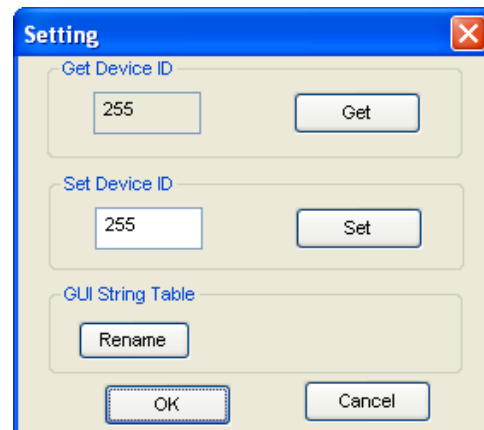 Setting
Get Device ID
255
Get
Set Device ID
255
Set
GUI String Table
Rename
OK
Cancel